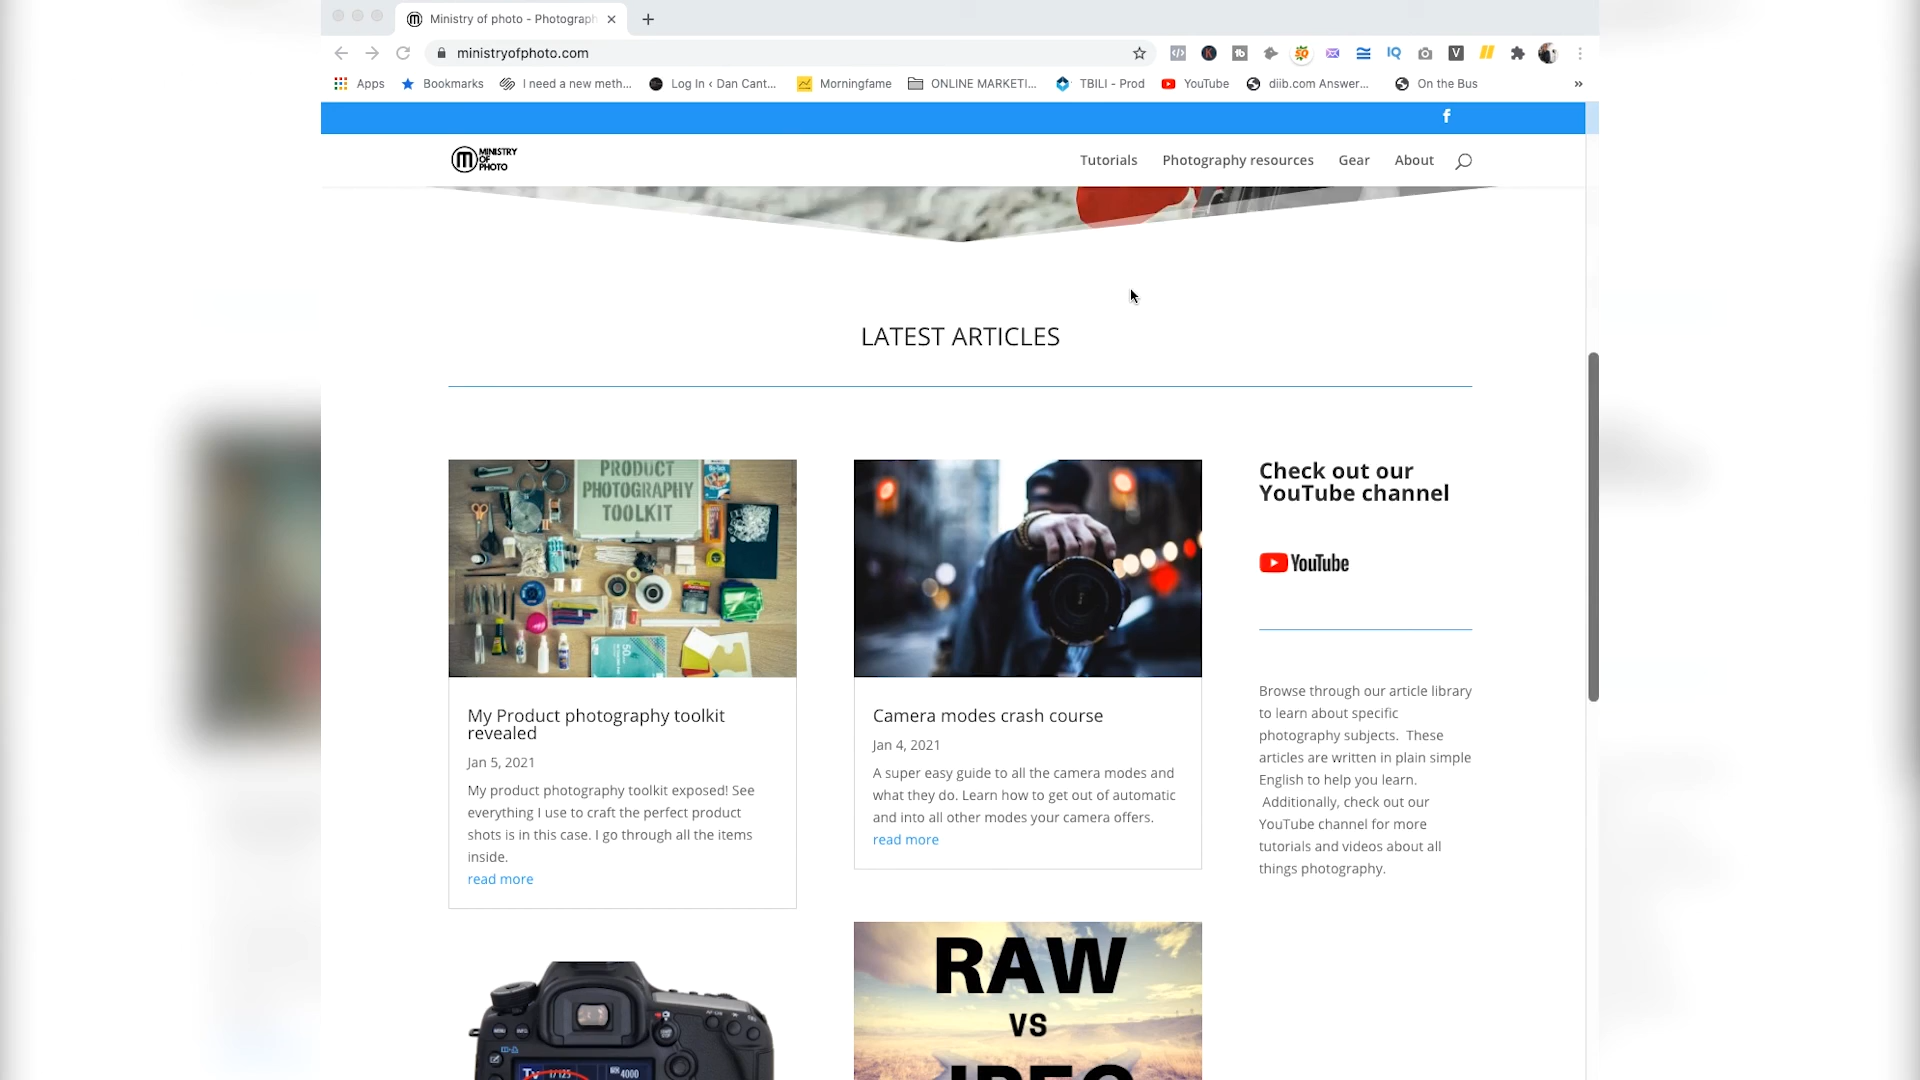 Ministry of photo - Photograph
ministryofphoto.com
Apps
Bookmarks
I need a new meth...
Log In ‹ Dan Cant...
Morningfame
ONLINE MARKETI...
TBILI - Prod
YouTube
diib.com Answer...
On the Bus
MINISTRY
OF
PHOTO
Tutorials
Photography resources
Gear
About
LATEST ARTICLES
PRODUCT
PHOTOGRAPHY
TOOLKIT
My Product photography toolkit
revealed
Jan 5, 2021
My product photography toolkit exposed! See
everything I use to craft the perfect product
shots is in this case. I go through all the items
inside.
read more
Camera modes crash course
Jan 4, 2021
A super easy guide to all the camera modes and
what they do. Learn how to get out of automatic
and into all other modes your camera offers.
read more
Check out our
YouTube channel
YouTube
Browse through our article library
to learn about specific
photography subjects.  These
articles are written in plain simple
English to help you learn.
Additionally, check out our
YouTube channel for more
tutorials and videos about all
things photography.
Tv 1/125 4000
RAW
VS
JPEG